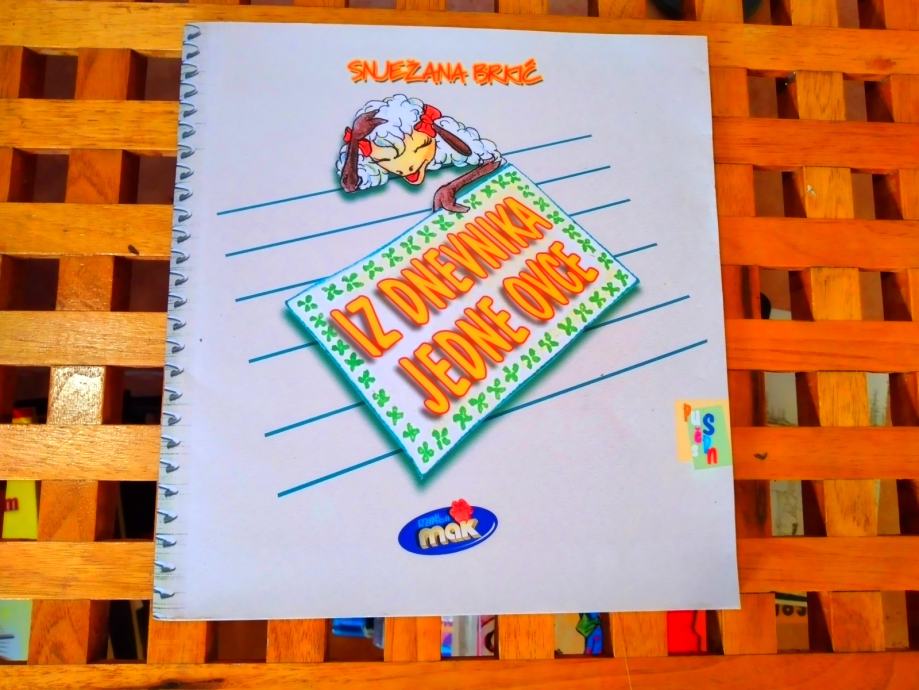 SNJEŽANA BRKIĆ
IZ DNEVNIKA
JEDNE OVCE
mak